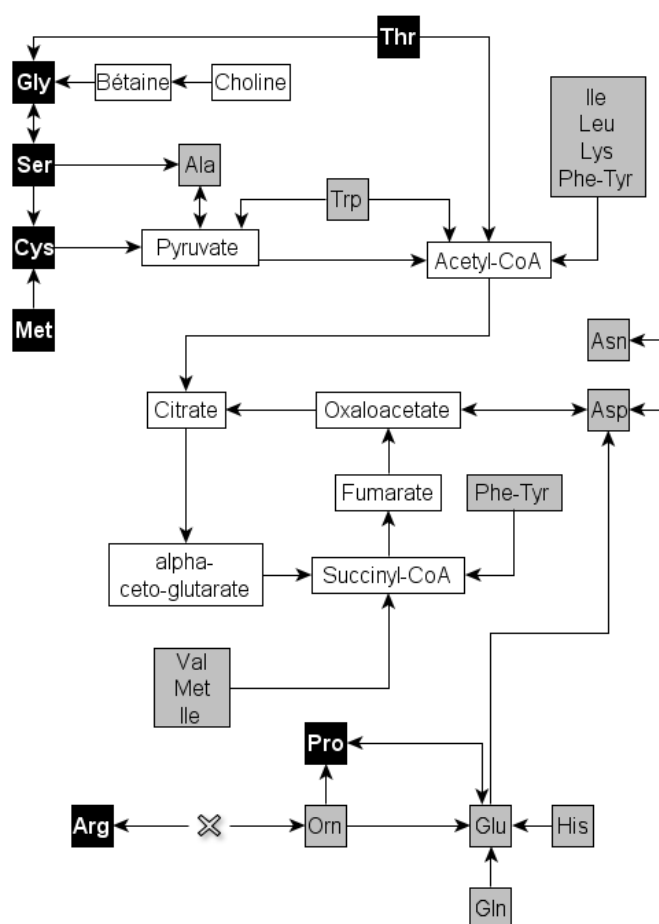 Thr
Gly
Bétaine
Choline
Ile
Leu
Lys
Phe-Tyr
Ser
Ala
Trp
Cys
Pyruvate
Acetyl-CoA
Met
Asn
Citrate
Oxaloacetate
Asp
Fumarate
Phe-Tyr
alpha-
ceto-glutarate
Succinyl-CoA
Val
Met
Ile
Pro
Arg
Orn
Glu
His
Gln